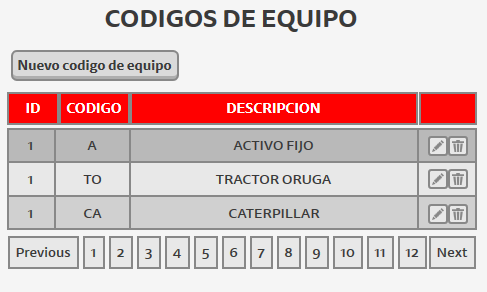 CODIGOS DE EQUIPO
Nuevo codigo de equipo
ID CODIGO DESCRIPCION
1 A ACTIVO FIJO
1 TO TRACTOR ORUGA
1 CA CATERPILLAR
Previous 1 2 3 4 5 6 7 8 9 10 11 12 Next